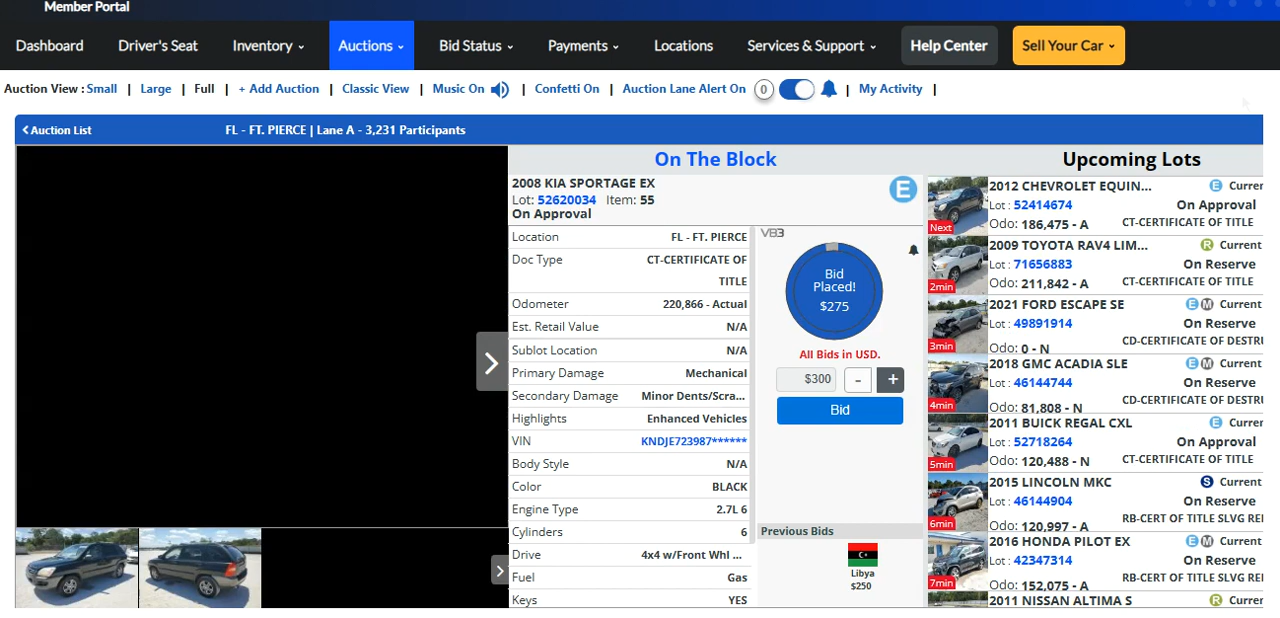 Member Portal
Dashboard Driver's Seat Inventory Auctions Bid Status Payments Locations Services & Support Help Center Sell Your Car
Auction View : Small | Large | Full | + Add Auction | Classic View | Music On | Confetti On | Auction Lane Alert On 0 | My Activity |
Auction List FL - FT. PIERCE | Lane A - 3,231 Participants
On The Block
2008 KIA SPORTAGE EX
Lot: 52620034 Item: 55
On Approval
E
Location FL - FT. PIERCE
Doc Type CT-CERTIFICATE OF
TITLE
Odometer 220,866 - Actual
Est. Retail Value N/A
Sublot Location N/A
Primary Damage Mechanical
Secondary Damage Minor Dents/Scra...
Highlights Enhanced Vehicles
VIN KNDJE723987******
Body Style N/A
Color BLACK
Engine Type 2.7L 6
Cylinders 6
Drive 4x4 w/Front Whl ...
Fuel Gas
Keys YES
VB3
Bid
Placed!
$275
All Bids in USD.
$300 - +
Bid
Previous Bids
Libya
$250
Upcoming Lots
2012 CHEVROLET EQUIN... E Curre
Lot : 52414674 On Approval
Next Odo: 186,475 - A CT-CERTIFICATE OF TITLE
2009 TOYOTA RAV4 LIM... R Current
Lot : 71656883 On Reserve
2min Odo: 211,842 - A CT-CERTIFICATE OF TITLE
2021 FORD ESCAPE SE E M Current
Lot : 49891914 On Reserve
3min Odo: 0 - N CD-CERTIFICATE OF DESTRU
2018 GMC ACADIA SLE E M Current
Lot : 46144744 On Reserve
4min Odo: 81,808 - N CD-CERTIFICATE OF DESTRU
2011 BUICK REGAL CXL E Curre
Lot : 52718264 On Approval
5min Odo: 120,488 - N CT-CERTIFICATE OF TITLE
2015 LINCOLN MKC S Current
Lot : 46144904 On Reserve
6min Odo: 120,997 - A RB-CERT OF TITLE SLVG REI
2016 HONDA PILOT EX E M Current
Lot : 42347314 On Reserve
7min Odo: 152,075 - A RB-CERT OF TITLE SLVG REI
2011 NISSAN ALTIMA S R Curre